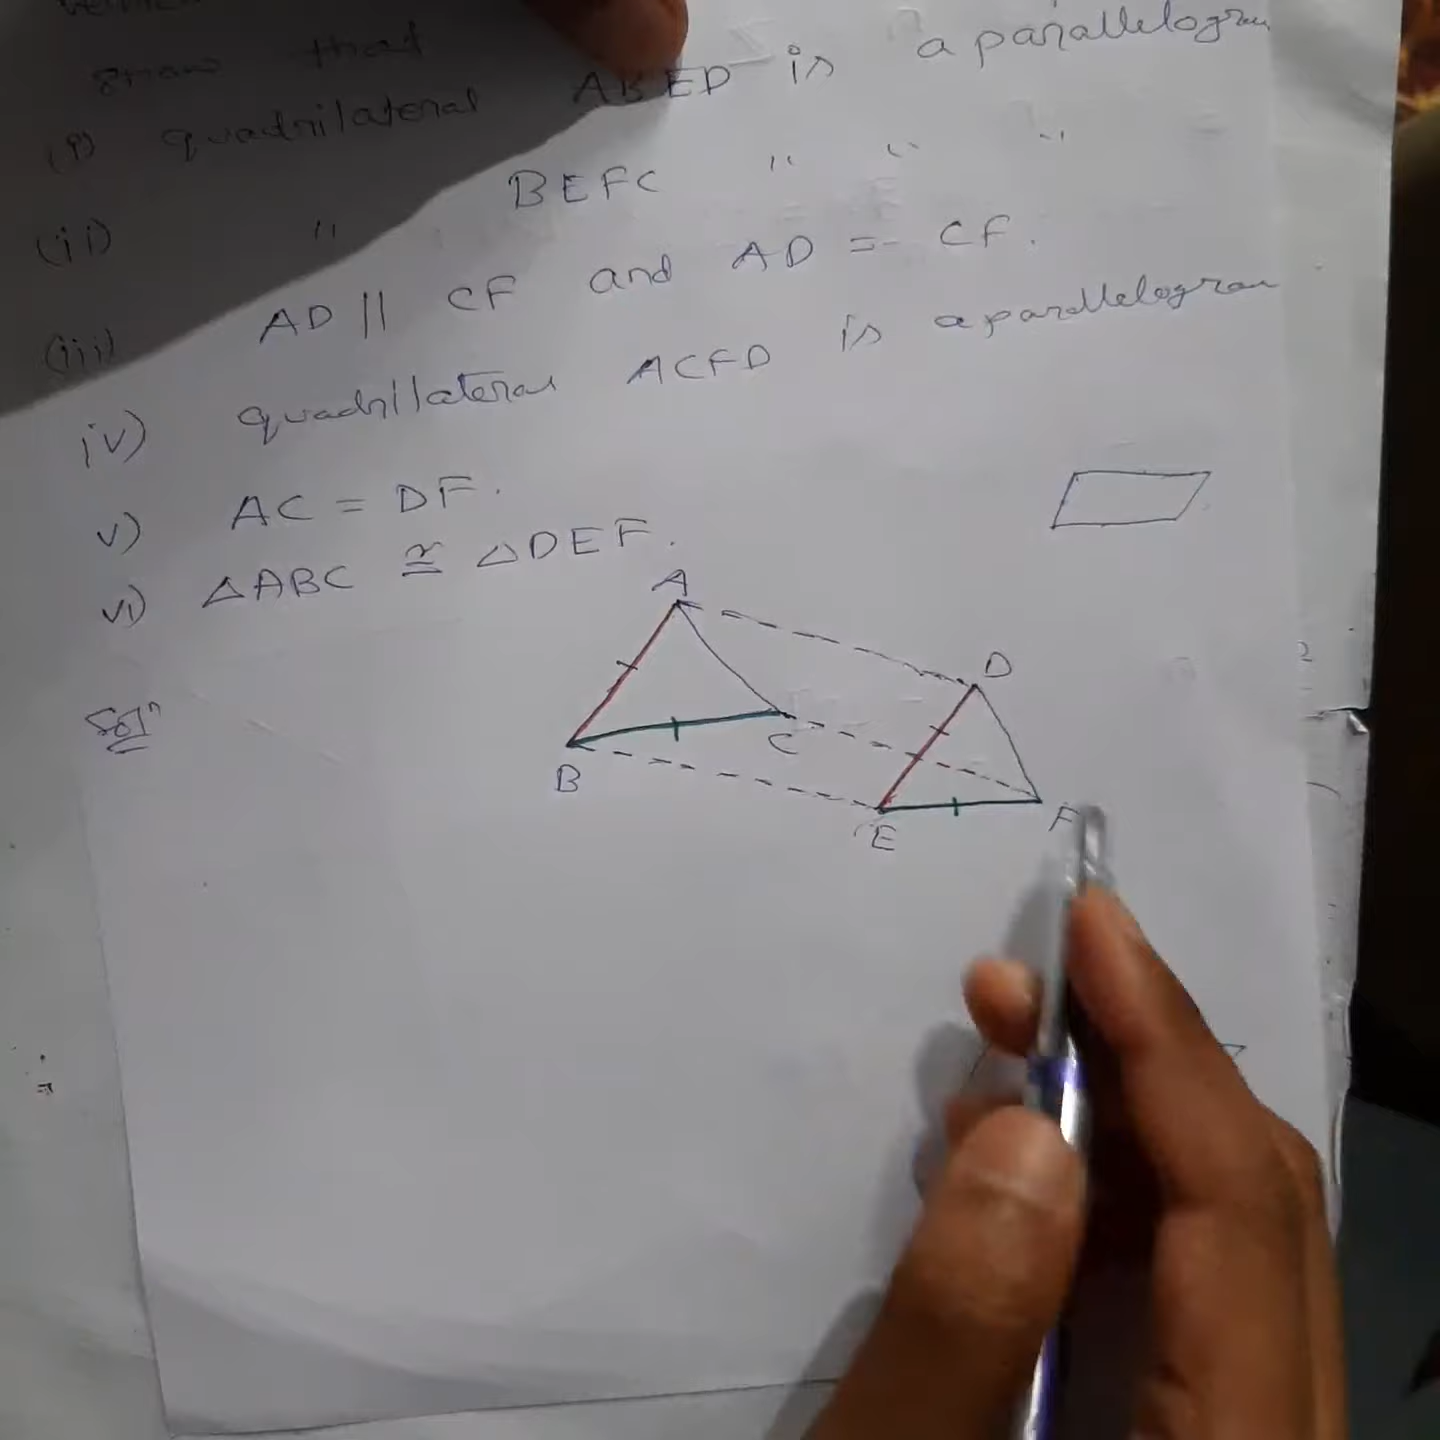 show that
(i) quadrilateral ABED is a parallelogram
(ii) " BEFC " " "
(iii) AD || CF and AD = CF.
iv) quadrilateral ACFD is a parallelogram
v) AC = DF.
vi) △ABC ≅ △DEF.
A
D
Solⁿ
C
B
F
E